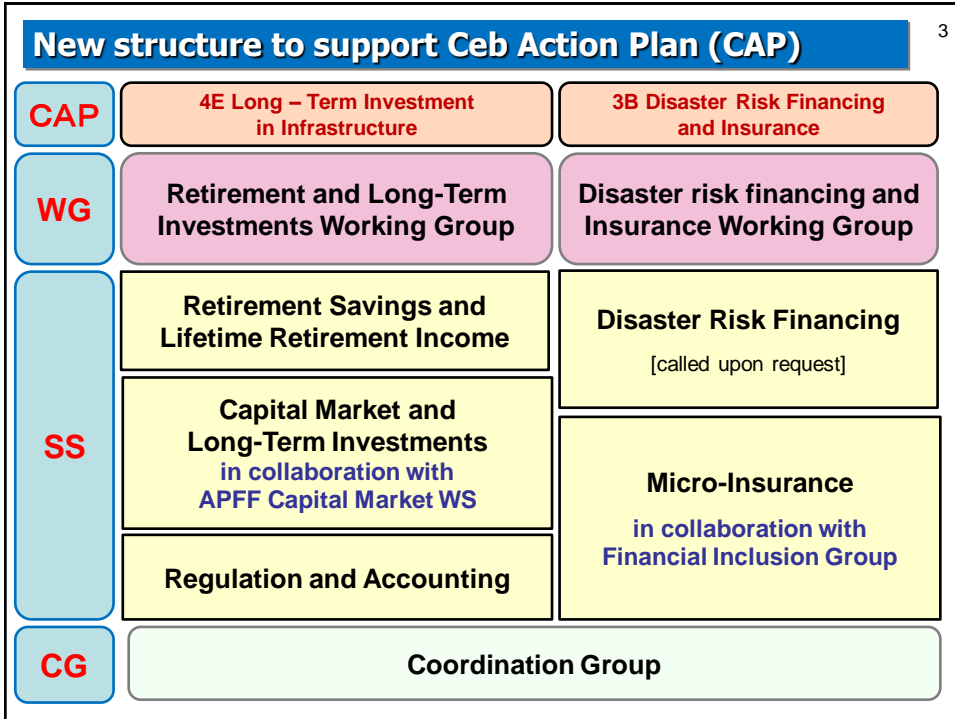 New structure to support Ceb Action Plan (CAP)
3
CAP
4E Long – Term Investment
in Infrastructure
3B Disaster Risk Financing
and Insurance
WG
Retirement and Long-Term
Investments Working Group
Disaster risk financing and
Insurance Working Group
SS
Retirement Savings and
Lifetime Retirement Income
Capital Market and
Long-Term Investments
in collaboration with
APFF Capital Market WS
Regulation and Accounting
Disaster Risk Financing
[called upon request]
Micro-Insurance
in collaboration with
Financial Inclusion Group
CG
Coordination Group